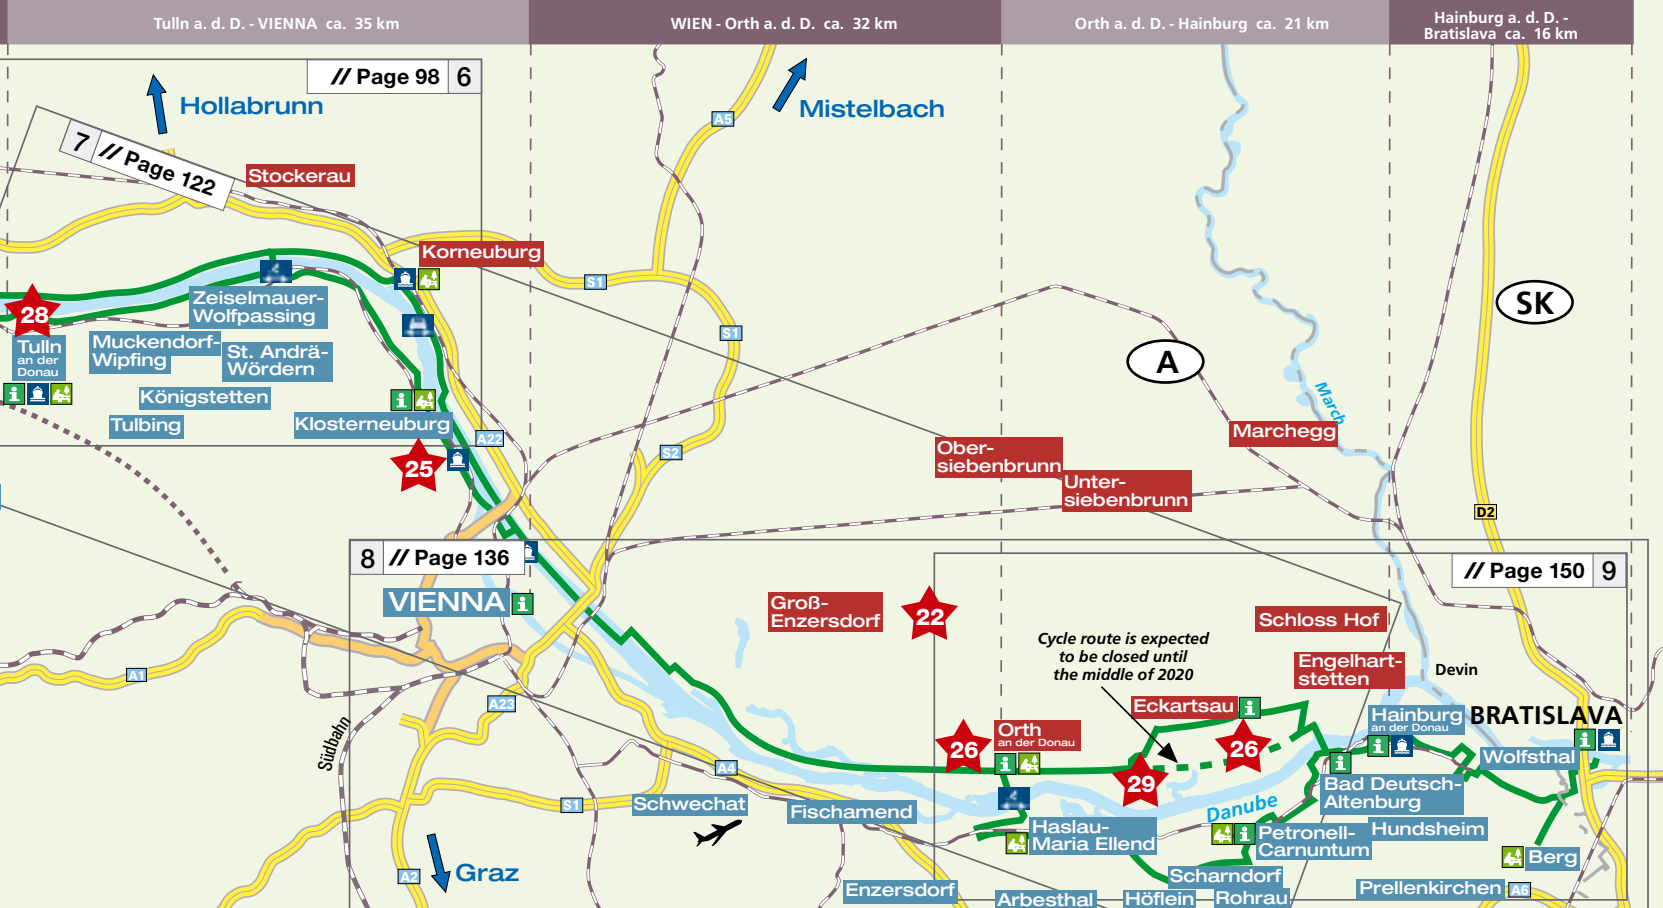 Tulln a. d. D. - VIENNA ca. 35 km
WIEN - Orth a. d. D. ca. 32 km
Orth a. d. D. - Hainburg ca. 21 km
Hainburg a. d. D. -
Bratislava ca. 16 km
// Page 98 6
Hollabrunn
Mistelbach
A5
7 // Page 122
Stockerau
Korneuburg
S1
S1
SK
28
Zeiselmauer-
Wolfpassing
Tulln
an der
Donau
Muckendorf-
Wipfing
St. Andrä-
Wördern
A
i
Königstetten
i
March
Tulbing
Klosterneuburg
A22
Marchegg
25
S2
Ober-
siebenbrunn
Unter-
siebenbrunn
D2
8 // Page 136
// Page 150 9
VIENNA i
Groß-
Enzersdorf
22
Schloss Hof
Cycle route is expected
to be closed until
the middle of 2020
Engelhart-
stetten
Devin
A1
A23
Eckartsau i
Hainburg
an der Donau
BRATISLAVA
Südbahn
26
Orth
an der Donau
26
i
i
Wolfsthal
i
i
A4
29
Bad Deutsch-
Altenburg
S1
Schwechat
Fischamend
Danube
Haslau-
Maria Ellend
i
Petronell-
Carnuntum
Hundsheim
Berg
A2
Graz
Scharndorf
Enzersdorf
Arbesthal
Höflein
Rohrau
Prellenkirchen
A6